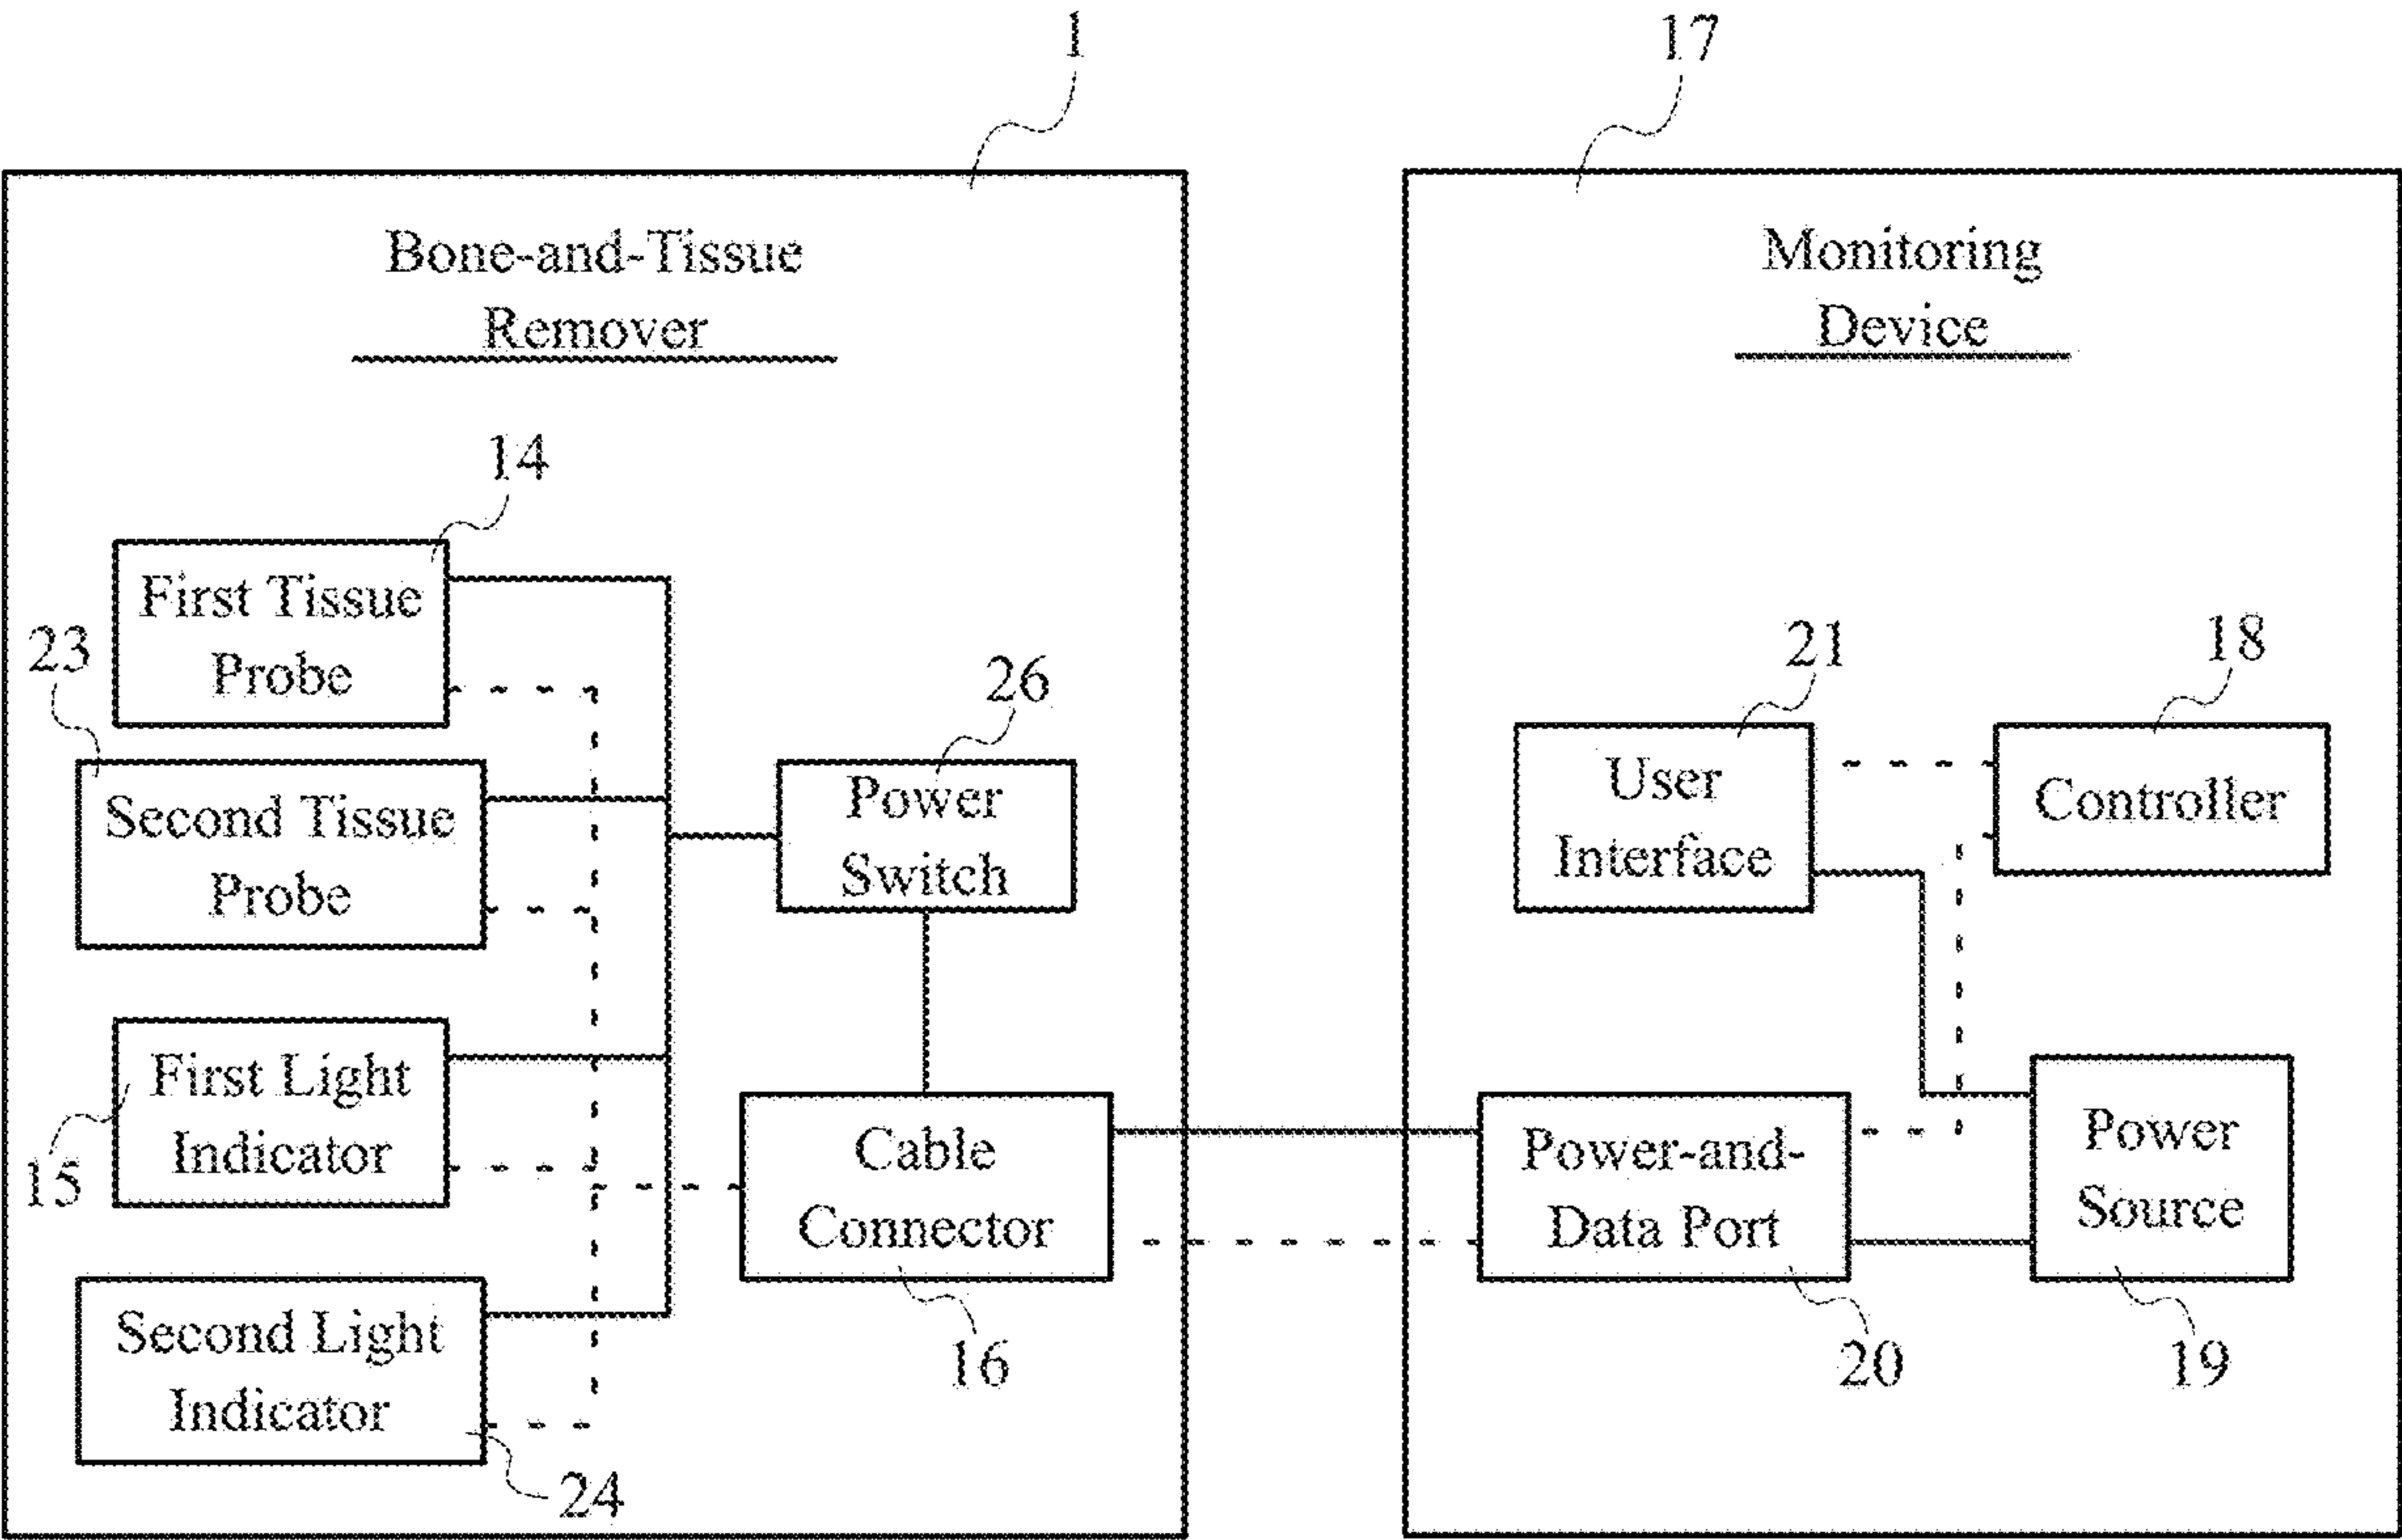 1
17
Bone-and-Tissue
Remover
Monitoring
Device
14
First Tissue
Probe
23
Second Tissue
Probe
26
Power
Switch
First Light
Indicator
15
Cable
Connector
16
Second Light
Indicator
24
21
User
Interface
18
Controller
Power-and-
Data Port
20
Power
Source
19